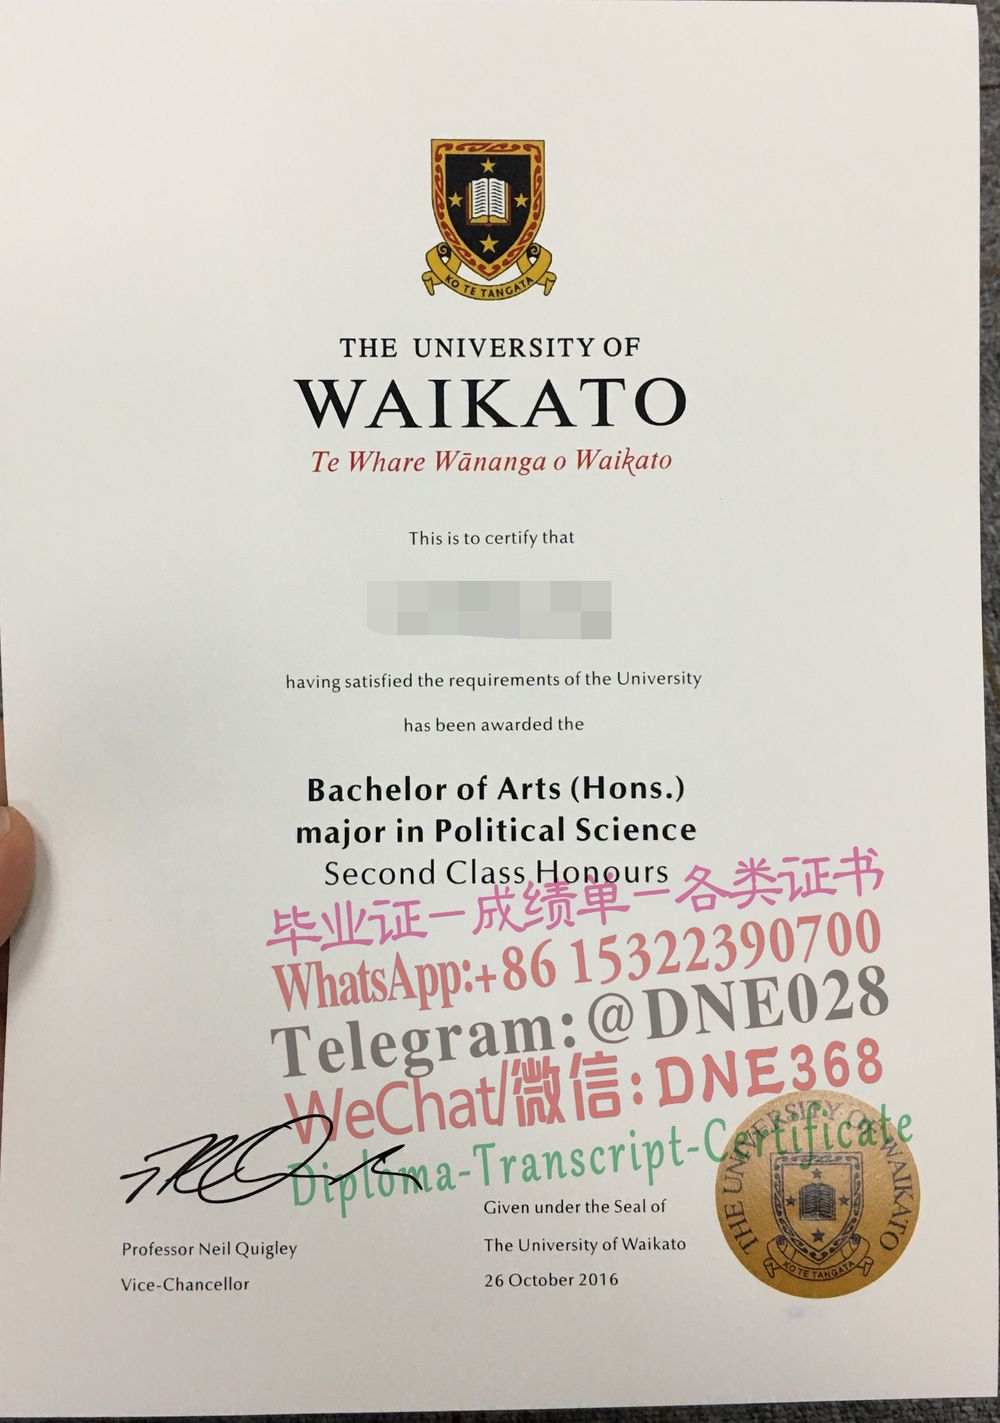 KO TE TANGATA
THE UNIVERSITY OF
WAIKATO
Te Whare Wānanga o Waikato
This is to certify that
having satisfied the requirements of the University
has been awarded the
Bachelor of Arts (Hons.)
major in Political Science
Second Class Honours
毕业证－成绩单－各类证书
WhatsApp:+86 15322390700
Telegram:@DNE028
WeChat/微信:DNE368
Diploma-Transcript-Certificate
Given under the Seal of
Professor Neil Quigley
The University of Waikato
Vice-Chancellor
26 October 2016
THE UNIVERSITY OF WAIKATO
KO TE TANGATA